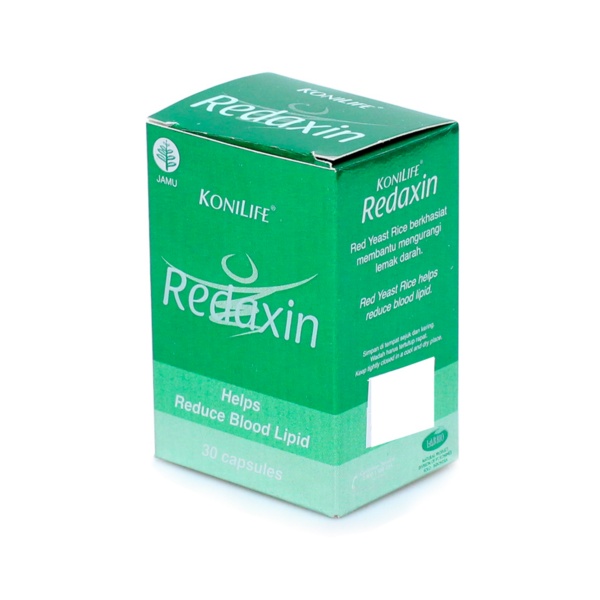 KONILIFE®
Redaxin
JAMU
KONILIFE®
Redaxin
Helps
Reduce Blood Lipid
30 capsules
KONILIFE®
Redaxin
Red Yeast Rice berkhasiat
membantu mengurangi
lemak darah.
Red Yeast Rice helps
reduce blood lipid.
Simpan di tempat sejuk dan kering.
Wadah harus tertutup rapat.
Keep tightly closed in a cool and dry place.